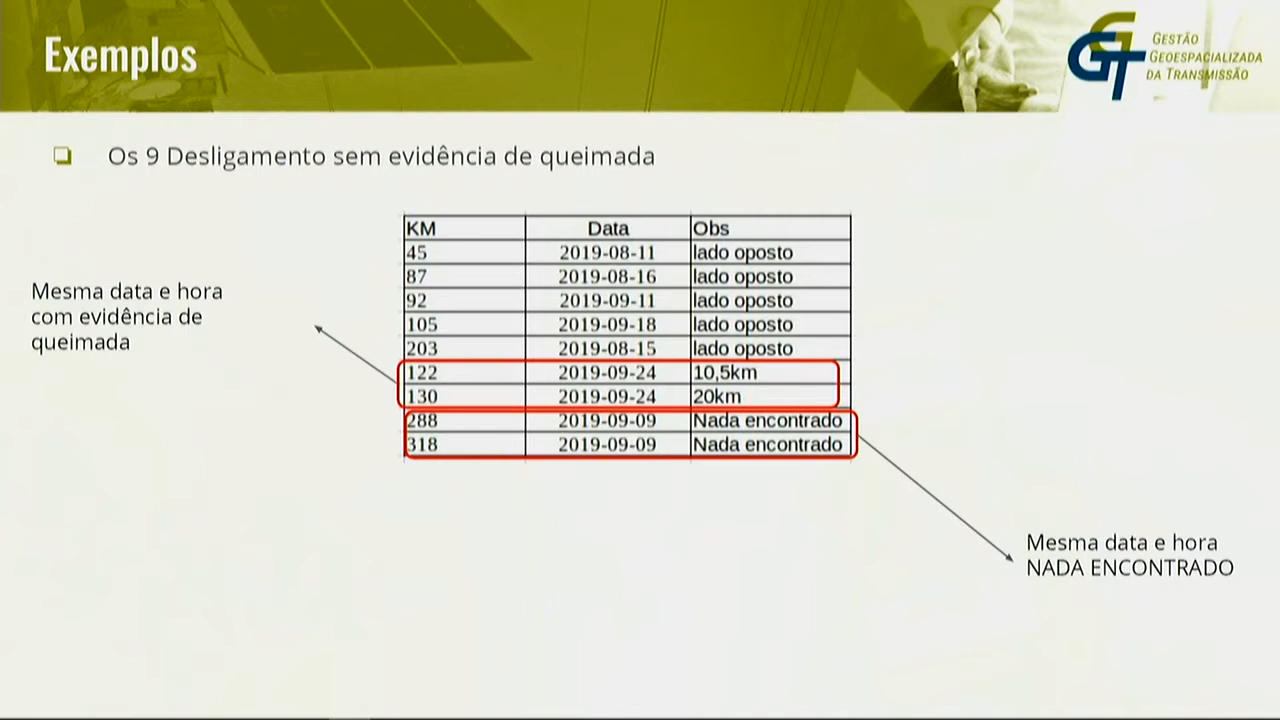 Exemplos
GESTÃO
GEOESPACIALIZADA
DA TRANSMISSÃO
Os 9 Desligamento sem evidência de queimada
KM Data Obs
45 2019-08-11 lado oposto
87 2019-08-16 lado oposto
92 2019-09-11 lado oposto
105 2019-09-18 lado oposto
203 2019-08-15 lado oposto
122 2019-09-24 10,5km
130 2019-09-24 20km
288 2019-09-09 Nada encontrado
318 2019-09-09 Nada encontrado
Mesma data e hora
com evidência de
queimada
Mesma data e hora
NADA ENCONTRADO